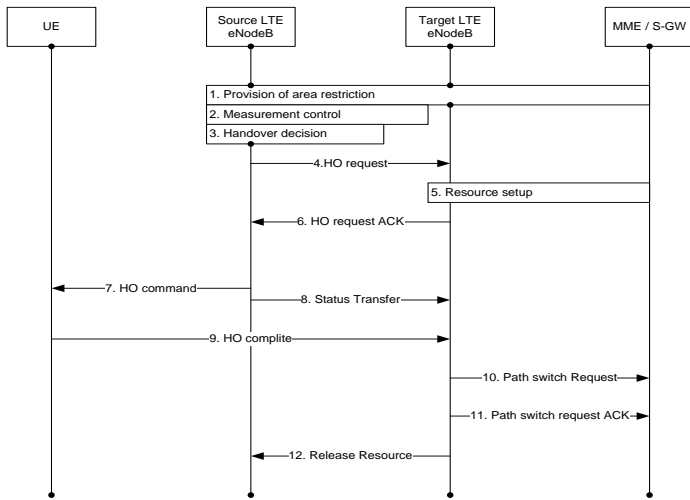 UE
Source LTE
eNodeB
Target LTE
eNodeB
MME / S-GW
1. Provision of area restriction
2. Measurement control
3. Handover decision
4.HO request
5. Resource setup
6. HO request ACK
7. HO command
8. Status Transfer
9. HO complite
10. Path switch Request
11. Path switch request ACK
12. Release Resource